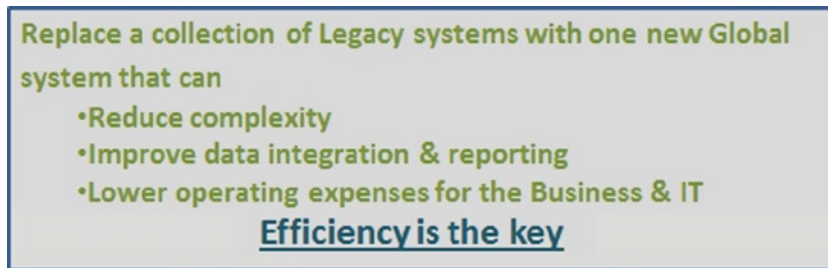 Replace a collection of Legacy systems with one new Global
system that can
•Reduce complexity
•Improve data integration & reporting
•Lower operating expenses for the Business & IT
Efficiency is the key